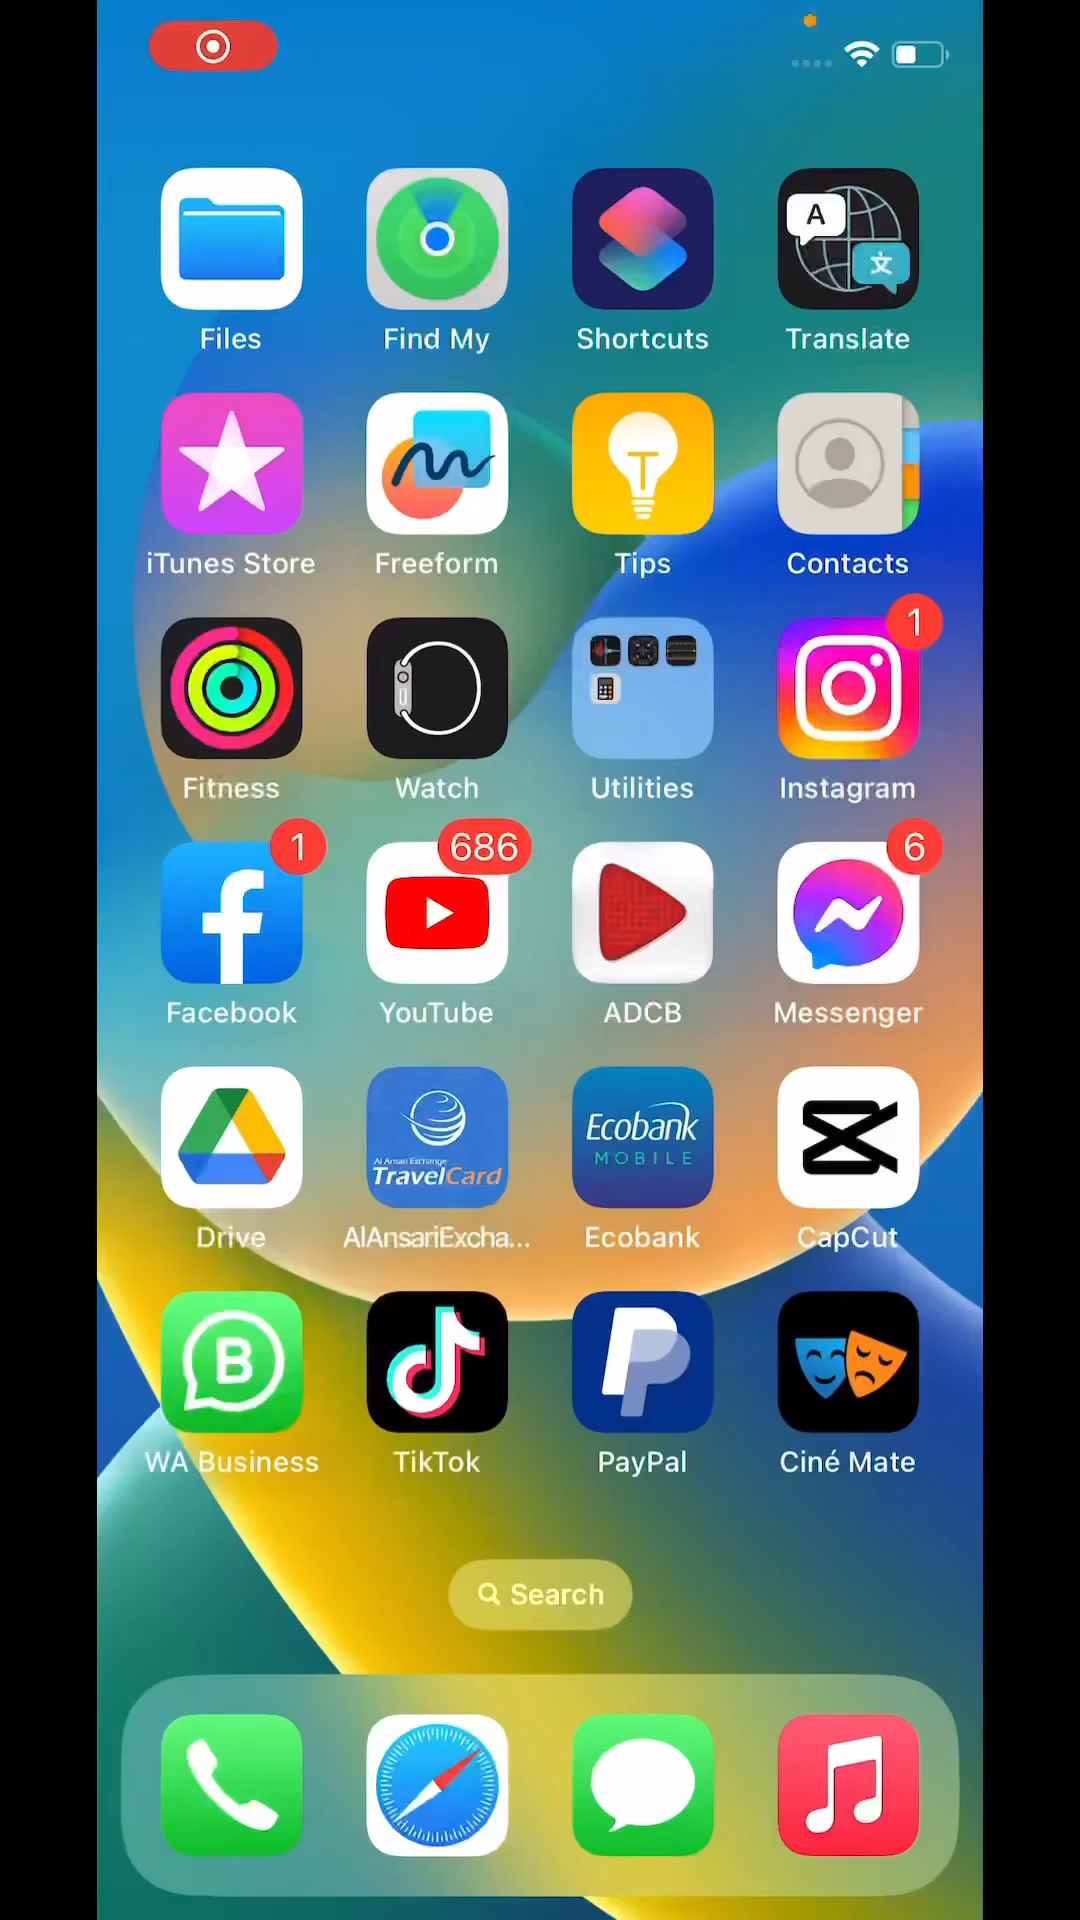 A
文
Files
Find My
Shortcuts
Translate
iTunes Store
Freeform
Tips
Contacts
1
Fitness
Watch
Utilities
Instagram
1
686
6
Facebook
YouTube
ADCB
Messenger
Al Ansari Exchange
TravelCard
Ecobank
MOBILE
Drive
AlAnsariExcha...
Ecobank
CapCut
B
WA Business
TikTok
PayPal
Ciné Mate
Search